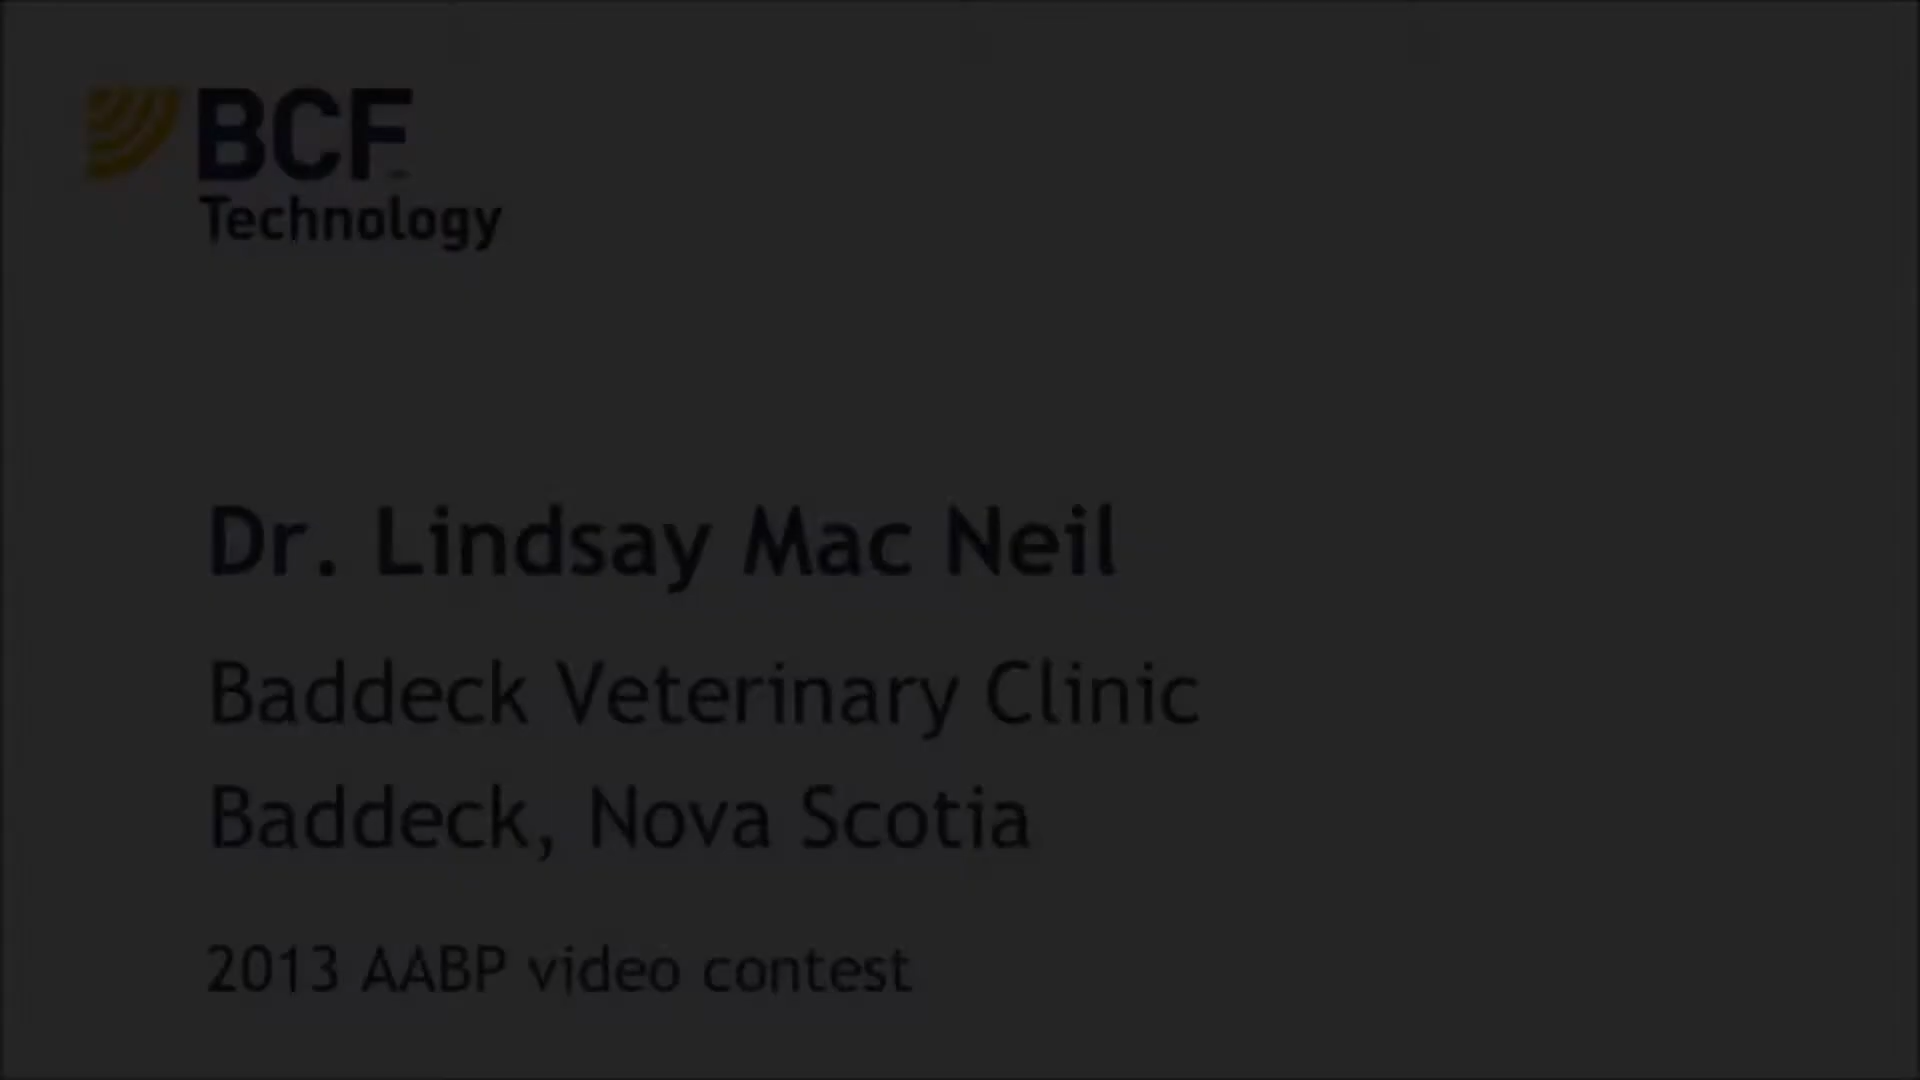 BCF
Technology
Dr. Lindsay Mac Neil
Baddeck Veterinary Clinic
Baddeck, Nova Scotia
2013 AABP video contest